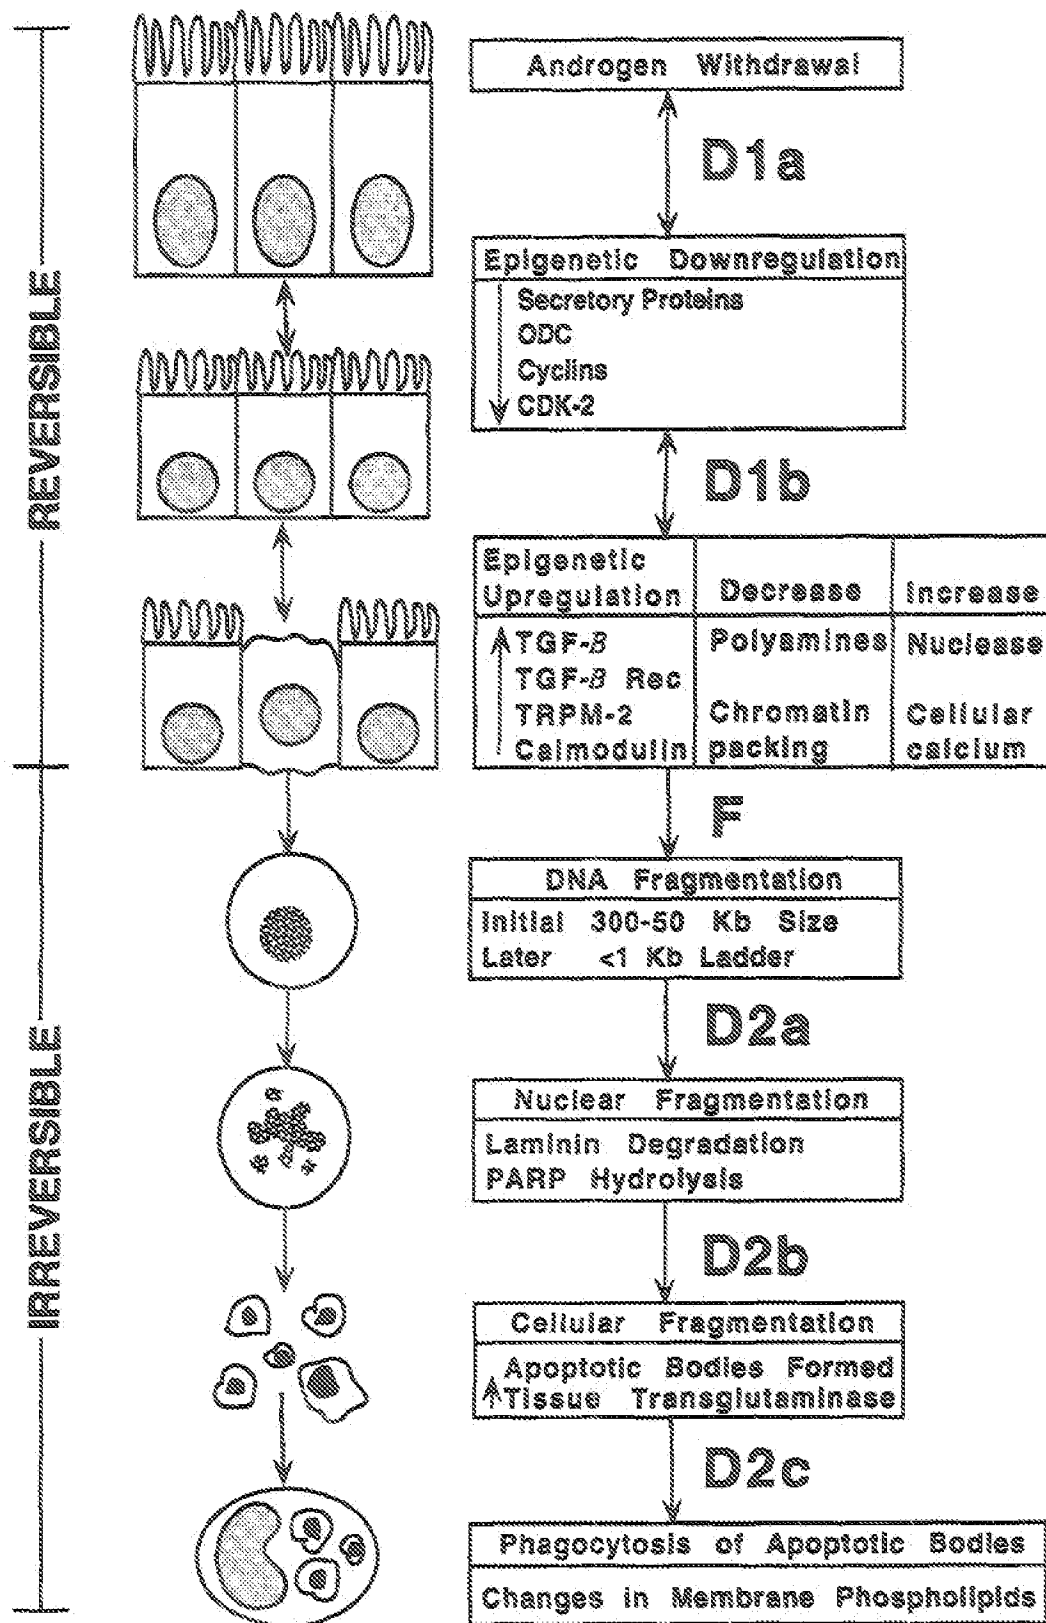 REVERSIBLE
IRREVERSIBLE
Androgen Withdrawal
D1a
Epigenetic Downregulation
Secretory Proteins
ODC
Cyclins
CDK-2
D1b
Epigenetic
Upregulation
Decrease
Increase
TGF-B
TGF-B Rec
TRPM-2
Calmodulin
Polyamines
Chromatin
packing
Nuclease
Cellular
calcium
F
DNA Fragmentation
Initial 300-50 Kb Size
Later <1 Kb Ladder
D2a
Nuclear Fragmentation
Laminin Degradation
PARP Hydrolysis
D2b
Cellular Fragmentation
Apoptotic Bodies Formed
Tissue Transglutaminase
D2c
Phagocytosis of Apoptotic Bodies
Changes in Membrane Phospholipids